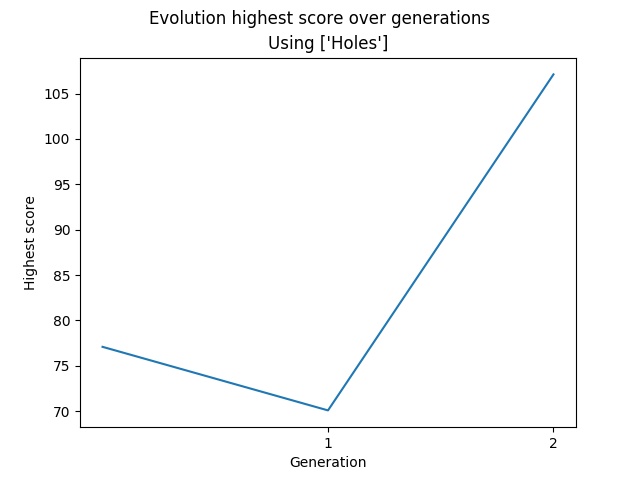 Evolution highest score over generations
Using ['Holes']
105
100
95
90
85
80
75
70
Highest score
1
2
Generation